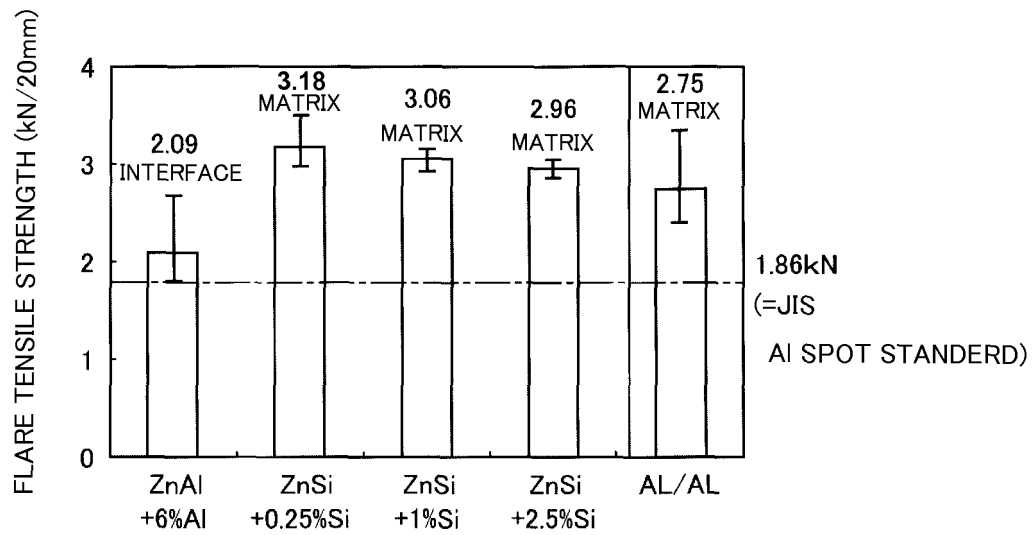 FLARE TENSILE STRENGTH (kN/20mm)
4
3
2
1
0
2.09
INTERFACE
3.18
MATRIX
3.06
MATRIX
2.96
MATRIX
2.75
MATRIX
1.86kN
(=JIS
Al SPOT STANDERD)
ZnAl
+6%Al
ZnSi
+0.25%Si
ZnSi
+1%Si
ZnSi
+2.5%Si
AL/AL